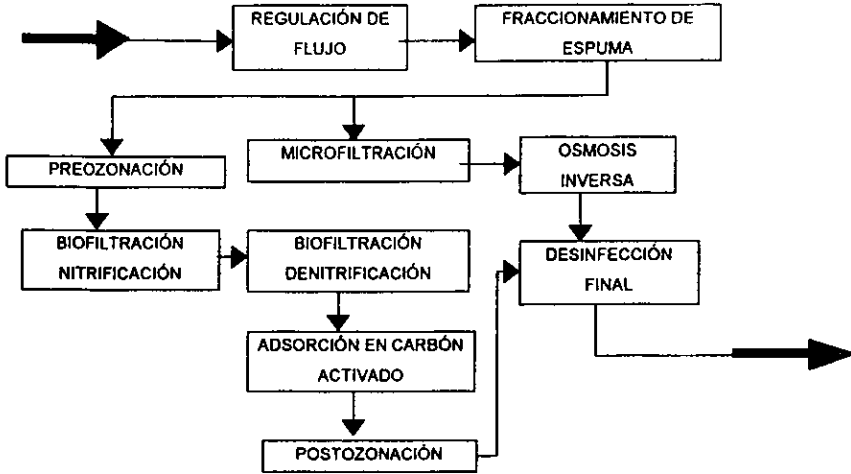 REGULACIÓN DE
FLUJO
FRACCIONAMIENTO DE
ESPUMA
PREOZONACIÓN
MICROFILTRACIÓN
OSMOSIS
INVERSA
BIOFILTRACIÓN
NITRIFICACIÓN
BIOFILTRACIÓN
DENITRIFICACIÓN
DESINFECCIÓN
FINAL
ADSORCIÓN EN CARBÓN
ACTIVADO
POSTOZONACIÓN